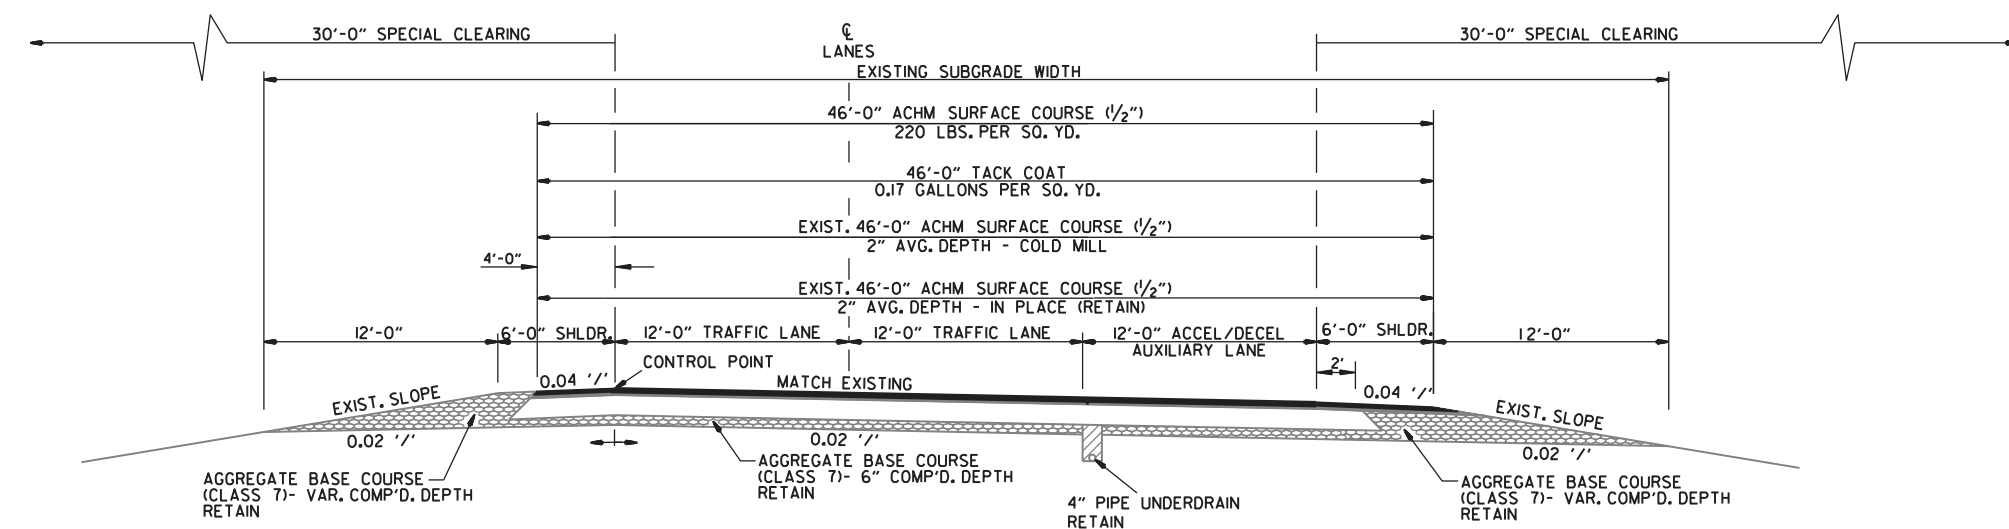 30'-0" SPECIAL CLEARING
℄
LANES
30'-0" SPECIAL CLEARING
EXISTING SUBGRADE WIDTH
46'-0" ACHM SURFACE COURSE (1/2")
220 LBS. PER SQ. YD.
46'-0" TACK COAT
0.17 GALLONS PER SQ. YD.
EXIST. 46'-0" ACHM SURFACE COURSE (1/2")
2" AVG. DEPTH - COLD MILL
4'-0"
EXIST. 46'-0" ACHM SURFACE COURSE (1/2")
2" AVG. DEPTH - IN PLACE (RETAIN)
12'-0"
6'-0" SHLDR.
12'-0" TRAFFIC LANE
12'-0" TRAFFIC LANE
12'-0" ACCEL/DECEL
AUXILIARY LANE
6'-0" SHLDR.
12'-0"
2'
CONTROL POINT
0.04 '/'
MATCH EXISTING
0.04 '/'
EXIST. SLOPE
EXIST. SLOPE
0.02 '/'
0.02 '/'
0.02 '/'
AGGREGATE BASE COURSE
(CLASS 7)- VAR. COMP'D. DEPTH
RETAIN
AGGREGATE BASE COURSE
(CLASS 7)- 6" COMP'D. DEPTH
RETAIN
4" PIPE UNDERDRAIN
RETAIN
AGGREGATE BASE COURSE
(CLASS 7)- VAR. COMP'D. DEPTH
RETAIN